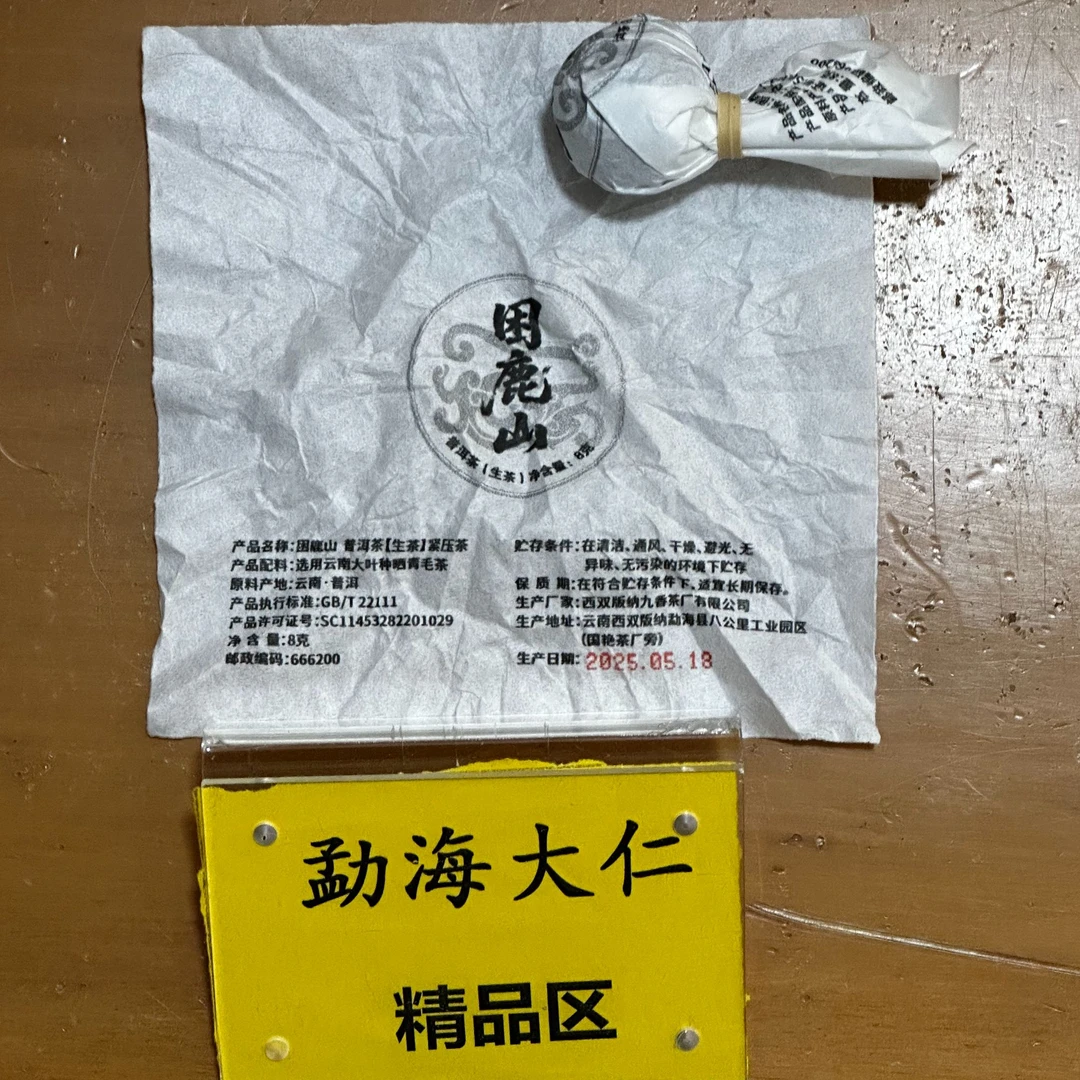 困鹿山
普洱茶(生茶)净含量:8克
产品名称:困鹿山 普洱茶【生茶】紧压茶
产品配料:选用云南大叶种晒青毛茶
原料产地:云南·普洱
产品执行标准:GB/T 22111
产品许可证号:SC11453282201029
净 含 量:8克
邮政编码:666200
贮存条件:在清洁、通风、干燥、避光、无
异味、无污染的环境下贮存
保 质 期:在符合贮存条件下、适宜长期保存。
生产厂家:西双版纳九香茶厂有限公司
生产地址:云南西双版纳勐海县八公里工业园区
(国艳茶厂旁)
生产日期:2025.05.18
勐海大仁
精品区